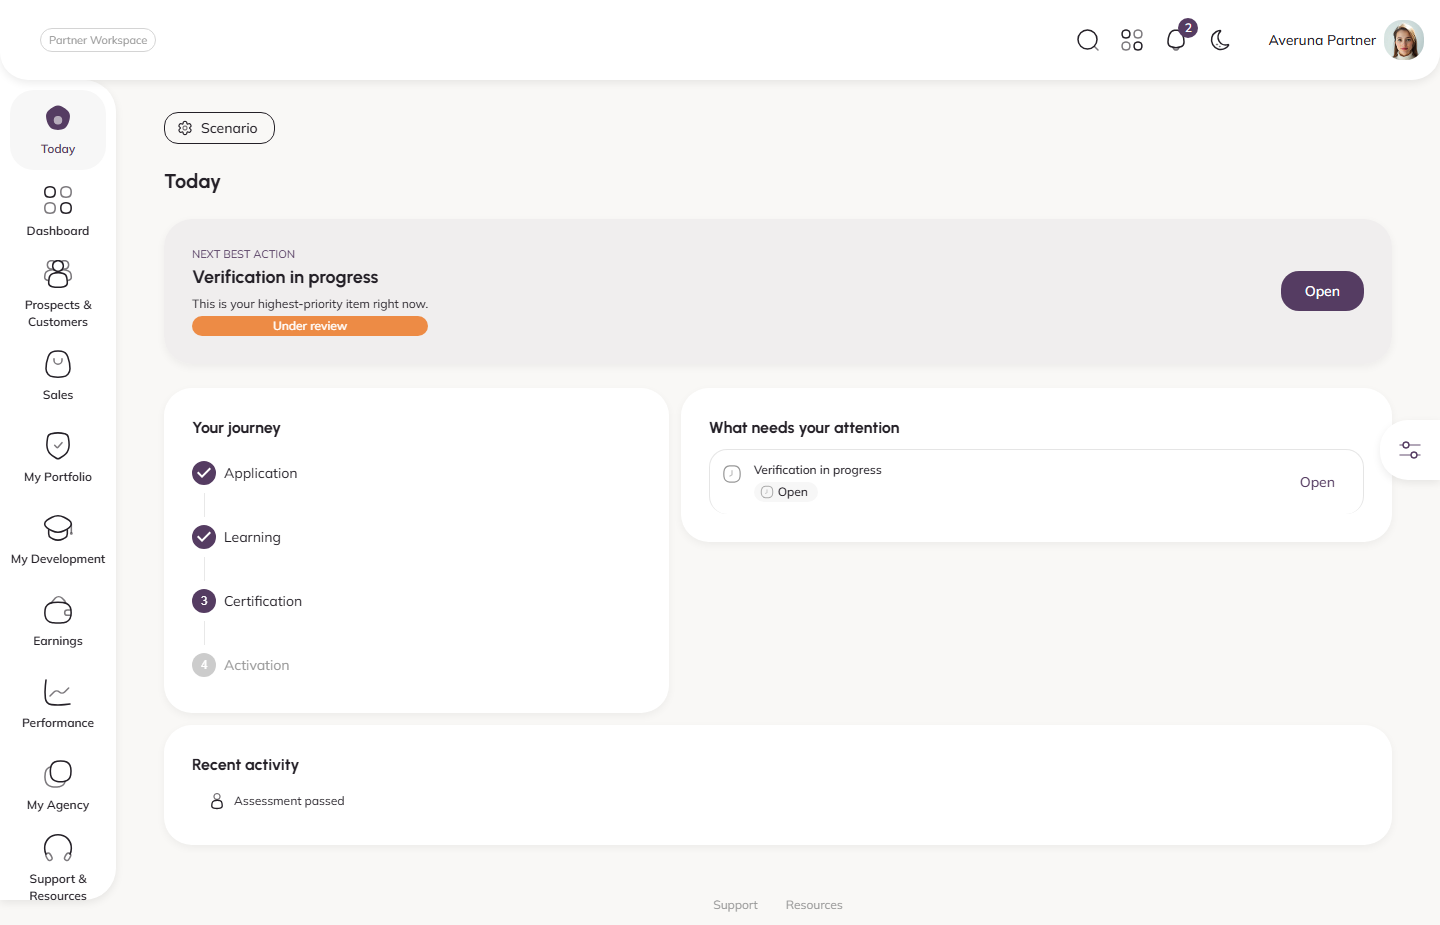 Partner Workspace
2
Averuna Partner
Today
Dashboard
Prospects &
Customers
Sales
My Portfolio
My Development
Earnings
Performance
My Agency
Support &
Resources
Scenario
Today
NEXT BEST ACTION
Verification in progress
This is your highest-priority item right now.
Under review
Open
Your journey
Application
Learning
3 Certification
4 Activation
What needs your attention
Verification in progress
Open
Open
Recent activity
Assessment passed
Support Resources